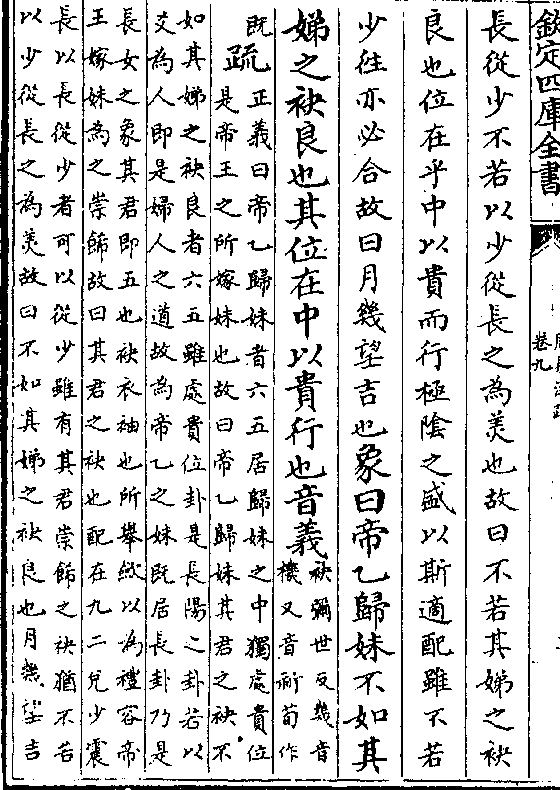 欽定四庫全書
卷九
長從少不若以少從長之為美也故曰不若其娣之袂
良也位在乎中以貴而行極陰之盛以斯適配雖不若
少往亦必合故曰月幾望吉也象曰帝乙歸妹不如其
娣之袂良也其位在中以貴行也音義袂彌世反幾音
機又音祈荀作
既疏正義曰帝乙歸妹者六五居歸妹之中獨處貴位
是帝王之所嫁妹也故曰帝乙歸妹其君之袂不
如其娣之袂良者六五雖處貴位卦是長陽之卦若以
爻為人即是婦人之道故為帝乙之妹既居長卦乃是
長女之象其君即五也袂衣袖也所舉斂以為禮容帝
王嫁妹為之崇飾故曰其君之袂也配在九二兌少震
長以長從少者可以從少雖有其君崇飾之袂猶不若
以少從長之為美故曰不如其娣之袂良也月幾望吉